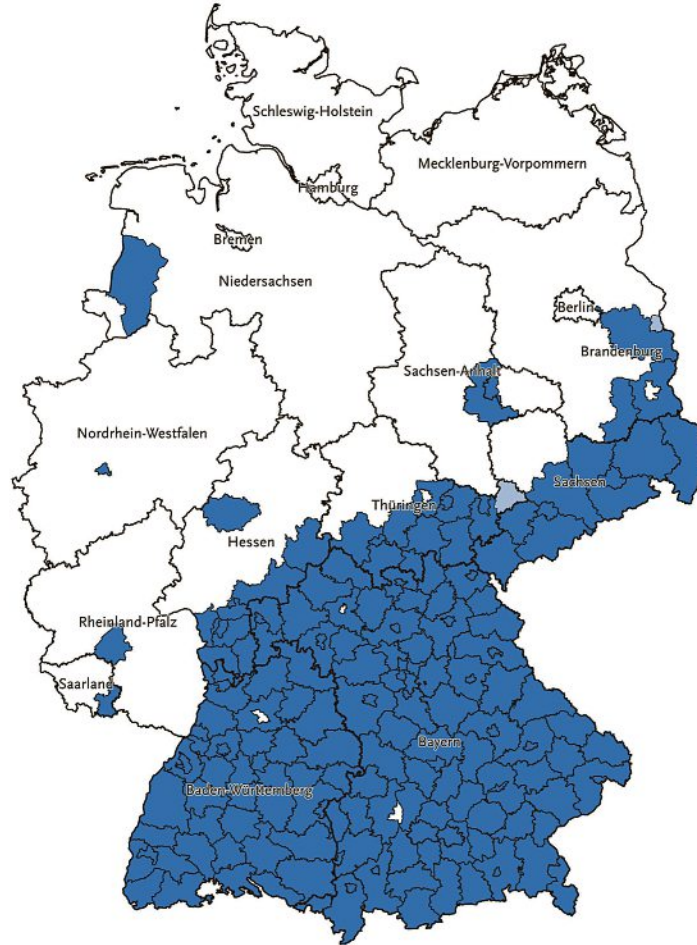 Schleswig-Holstein
Mecklenburg-Vorpommern
Hamburg
Bremen
Niedersachsen
Berlin
Brandenburg
Sachsen-Anhalt
Nordrhein-Westfalen
Sachsen
Thüringen
Hessen
Rheinland-Pfalz
Saarland
Bayern
Baden-Württemberg